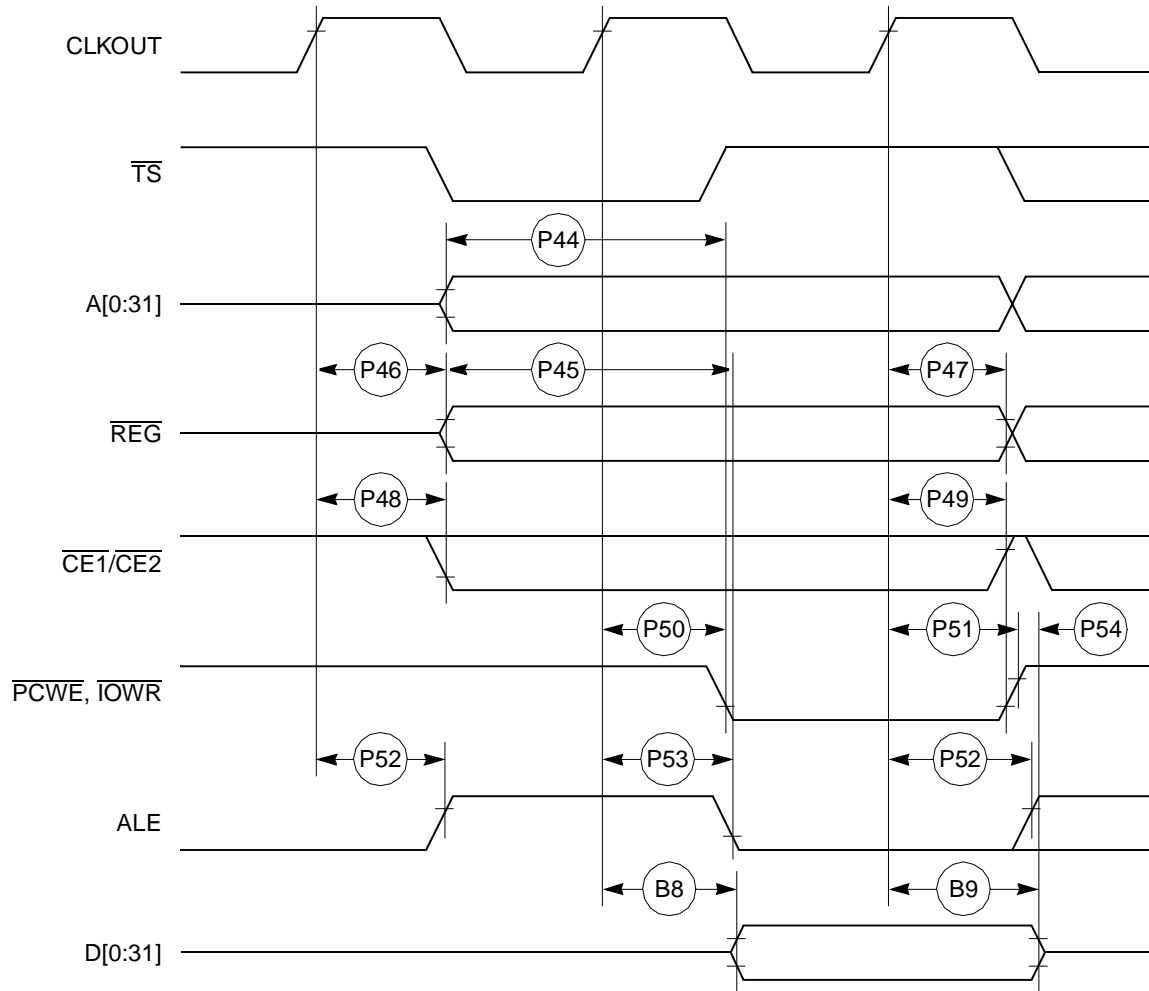 CLKOUT
TS
P44
A[0:31]
P46 P45 P47
REG
P48 P49
CE1/CE2
P50 P51 P54
PCWE, IOWR
P52 P53 P52
ALE
B8 B9
D[0:31]